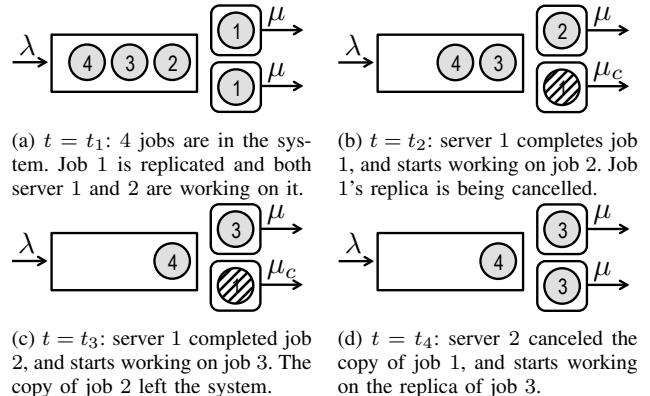 λ 4 3 2 1 μ
1 μ
λ 4 3 2 μ
1 μc
(a) t = t1: 4 jobs are in the sys-
tem. Job 1 is replicated and both
server 1 and 2 are working on it.
(b) t = t2: server 1 completes job
1, and starts working on job 2. Job
1's replica is being cancelled.
λ 4 3 μ
1 μc
λ 4 3 μ
3 μ
(c) t = t3: server 1 completed job
2, and starts working on job 3. The
copy of job 2 left the system.
(d) t = t4: server 2 canceled the
copy of job 1, and starts working
on the replica of job 3.